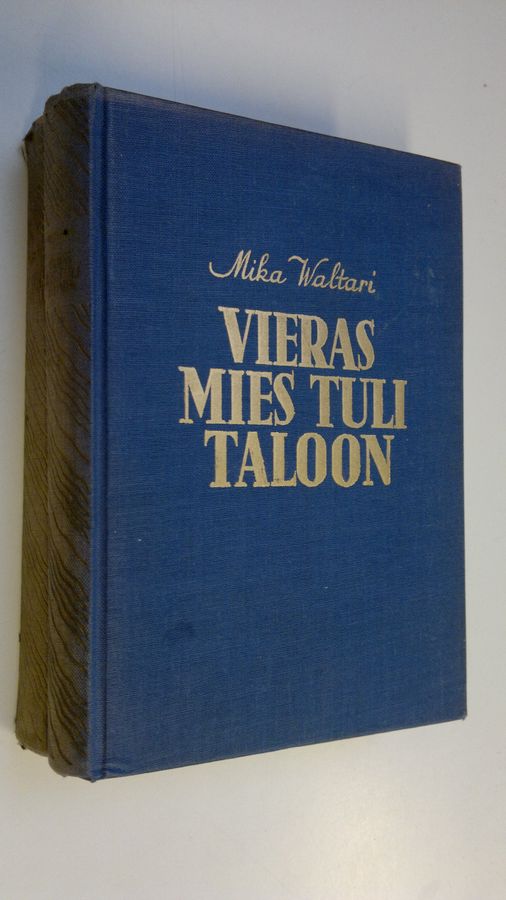 Mika Waltari
VIERAS
MIES TULI
TALOON